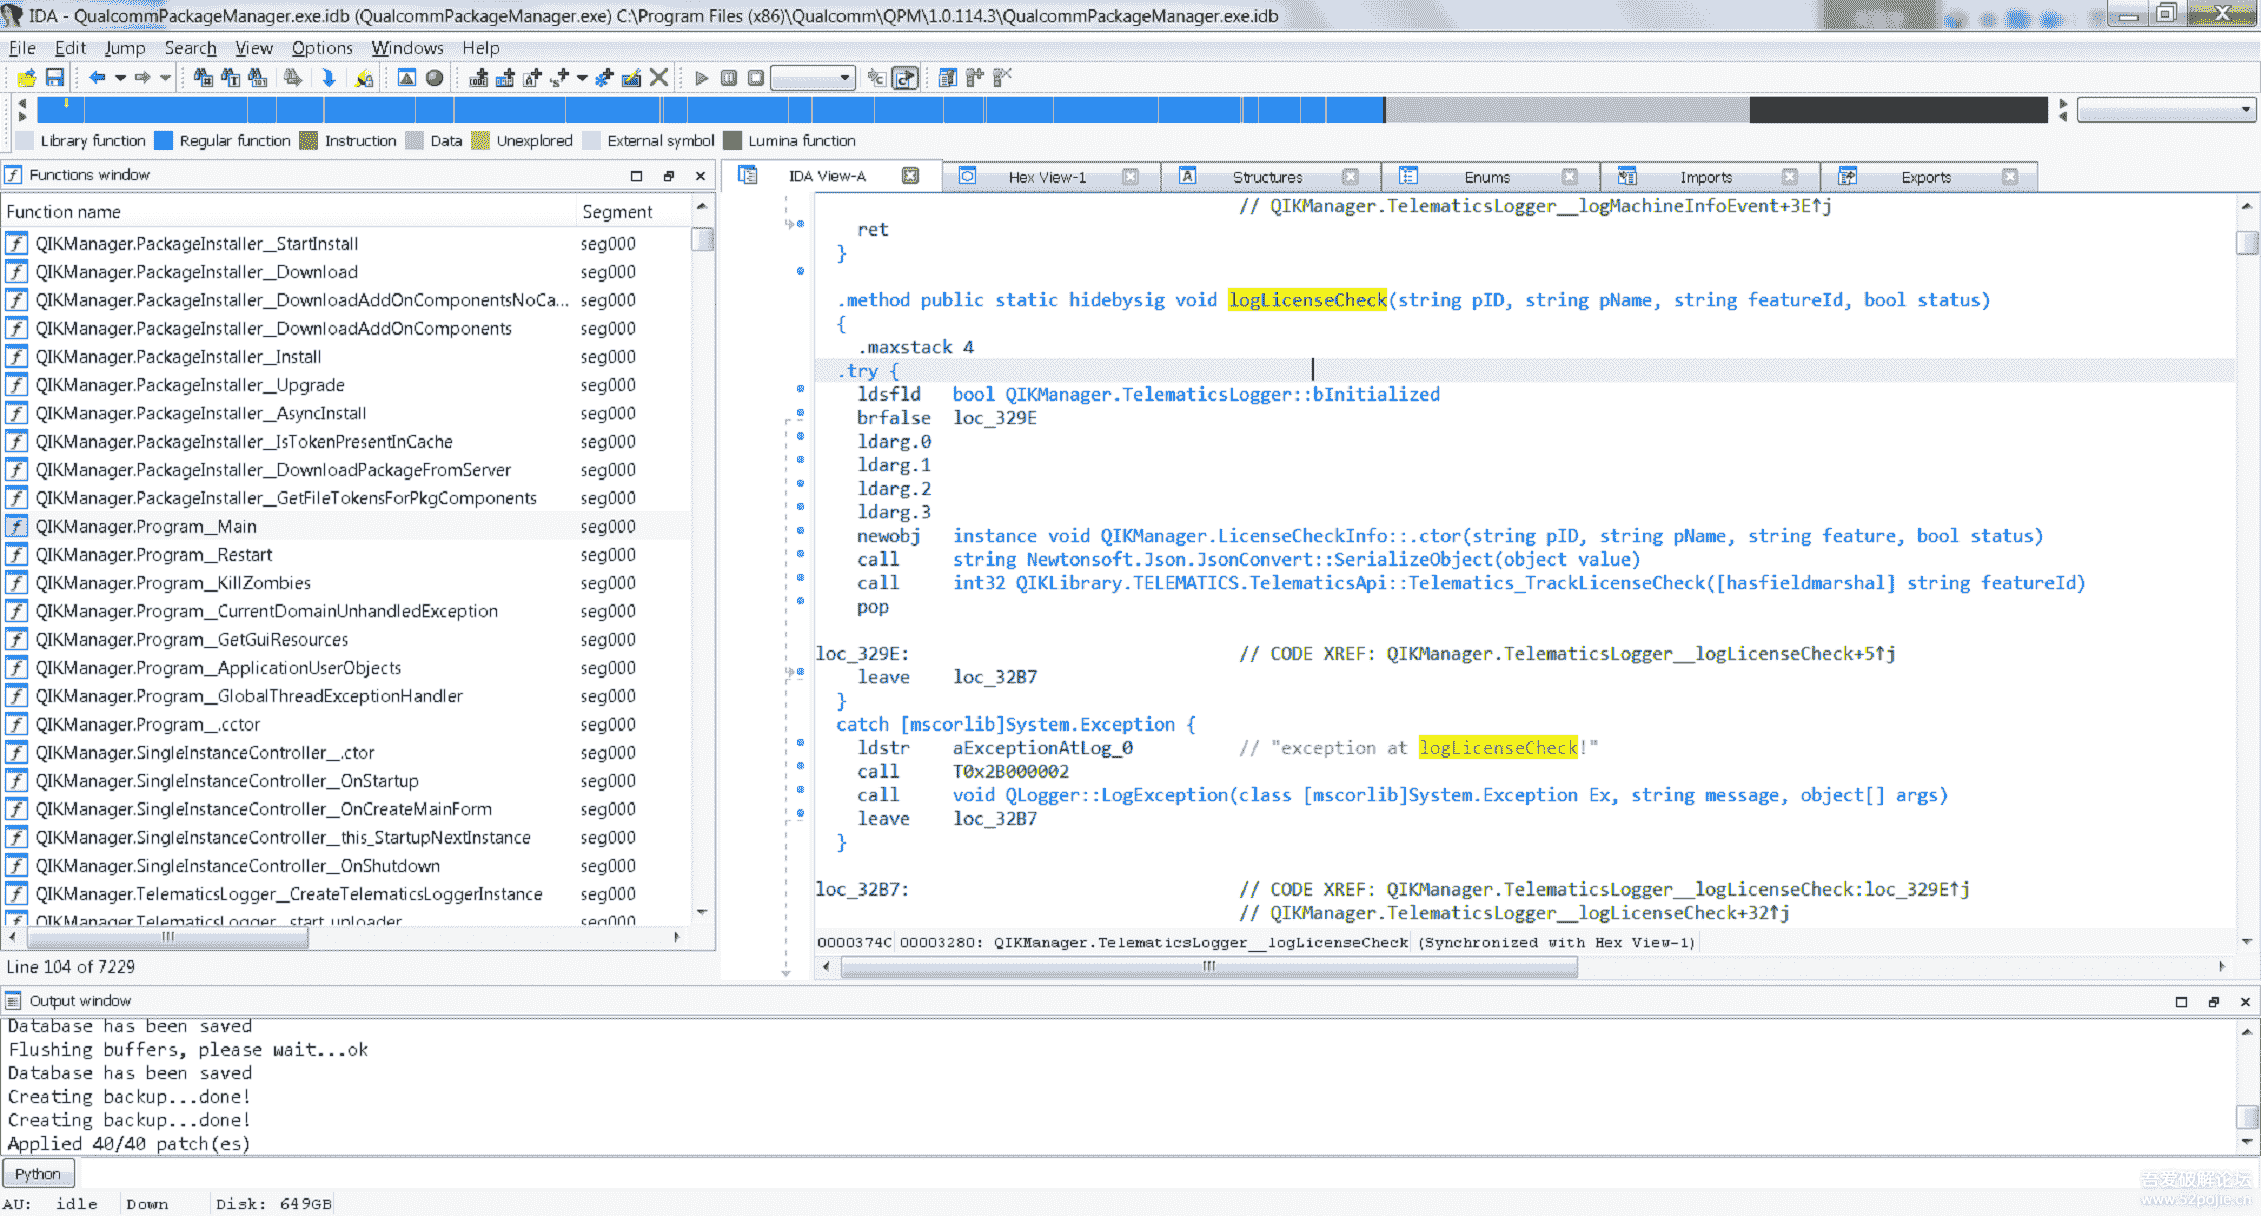 IDA - QualcommPackageManager.exe.idb (QualcommPackageManager.exe) C:\Program Files (x86)\Qualcomm\QPM\1.0.114.3\QualcommPackageManager.exe.idb
File Edit Jump Search View Options Windows Help
Library function Regular function Instruction Data Unexplored External symbol Lumina function
Functions window
IDA View-A Hex View-1 Structures Enums Imports Exports
Function name Segment
QIKManager.PackageInstaller__StartInstall seg000
QIKManager.PackageInstaller__Download seg000
QIKManager.PackageInstaller__DownloadAddOnComponentsNoCa... seg000
QIKManager.PackageInstaller__DownloadAddOnComponents seg000
QIKManager.PackageInstaller__Install seg000
QIKManager.PackageInstaller__Upgrade seg000
QIKManager.PackageInstaller__AsyncInstall seg000
QIKManager.PackageInstaller__IsTokenPresentInCache seg000
QIKManager.PackageInstaller__DownloadPackageFromServer seg000
QIKManager.PackageInstaller__GetFileTokensForPkgComponents seg000
QIKManager.Program__Main seg000
QIKManager.Program__Restart seg000
QIKManager.Program__KillZombies seg000
QIKManager.Program__CurrentDomainUnhandledException seg000
QIKManager.Program__GetGuiResources seg000
QIKManager.Program__ApplicationUserObjects seg000
QIKManager.Program__GlobalThreadExceptionHandler seg000
QIKManager.Program__.cctor seg000
QIKManager.SingleInstanceController__.ctor seg000
QIKManager.SingleInstanceController__OnStartup seg000
QIKManager.SingleInstanceController__OnCreateMainForm seg000
QIKManager.SingleInstanceController__this_StartupNextInstance seg000
QIKManager.SingleInstanceController__OnShutdown seg000
QIKManager.TelematicsLogger__CreateTelematicsLoggerInstance seg000
QIKManager.TelematicsLogger__start_uploader seg000
Line 104 of 7229
// QIKManager.TelematicsLogger__logMachineInfoEvent+3E↑j
ret
}
.method public static hidebysig void logLicenseCheck(string pID, string pName, string featureId, bool status)
{
.maxstack 4
.try {
ldsfld bool QIKManager.TelematicsLogger::bInitialized
brfalse loc_329E
ldarg.0
ldarg.1
ldarg.2
ldarg.3
newobj instance void QIKManager.LicenseCheckInfo::.ctor(string pID, string pName, string feature, bool status)
call string Newtonsoft.Json.JsonConvert::SerializeObject(object value)
call int32 QIKLibrary.TELEMATICS.TelematicsApi::Telematics_TrackLicenseCheck([hasfieldmarshal] string featureId)
pop
loc_329E: // CODE XREF: QIKManager.TelematicsLogger__logLicenseCheck+5↑j
leave loc_32B7
}
catch [mscorlib]System.Exception {
ldstr aExceptionAtLog_0 // "exception at logLicenseCheck!"
call T0x2B000002
call void QLogger::LogException(class [mscorlib]System.Exception Ex, string message, object[] args)
leave loc_32B7
}
loc_32B7: // CODE XREF: QIKManager.TelematicsLogger__logLicenseCheck:loc_329E↑j
// QIKManager.TelematicsLogger__logLicenseCheck+32↑j
0000374C 00003280: QIKManager.TelematicsLogger__logLicenseCheck (Synchronized with Hex View-1)
Output window
Database has been saved
Flushing buffers, please wait...ok
Database has been saved
Creating backup...done!
Creating backup...done!
Applied 40/40 patch(es)
Python
AU: idle Down Disk: 649GB
吾爱破解论坛
www.52pojie.cn